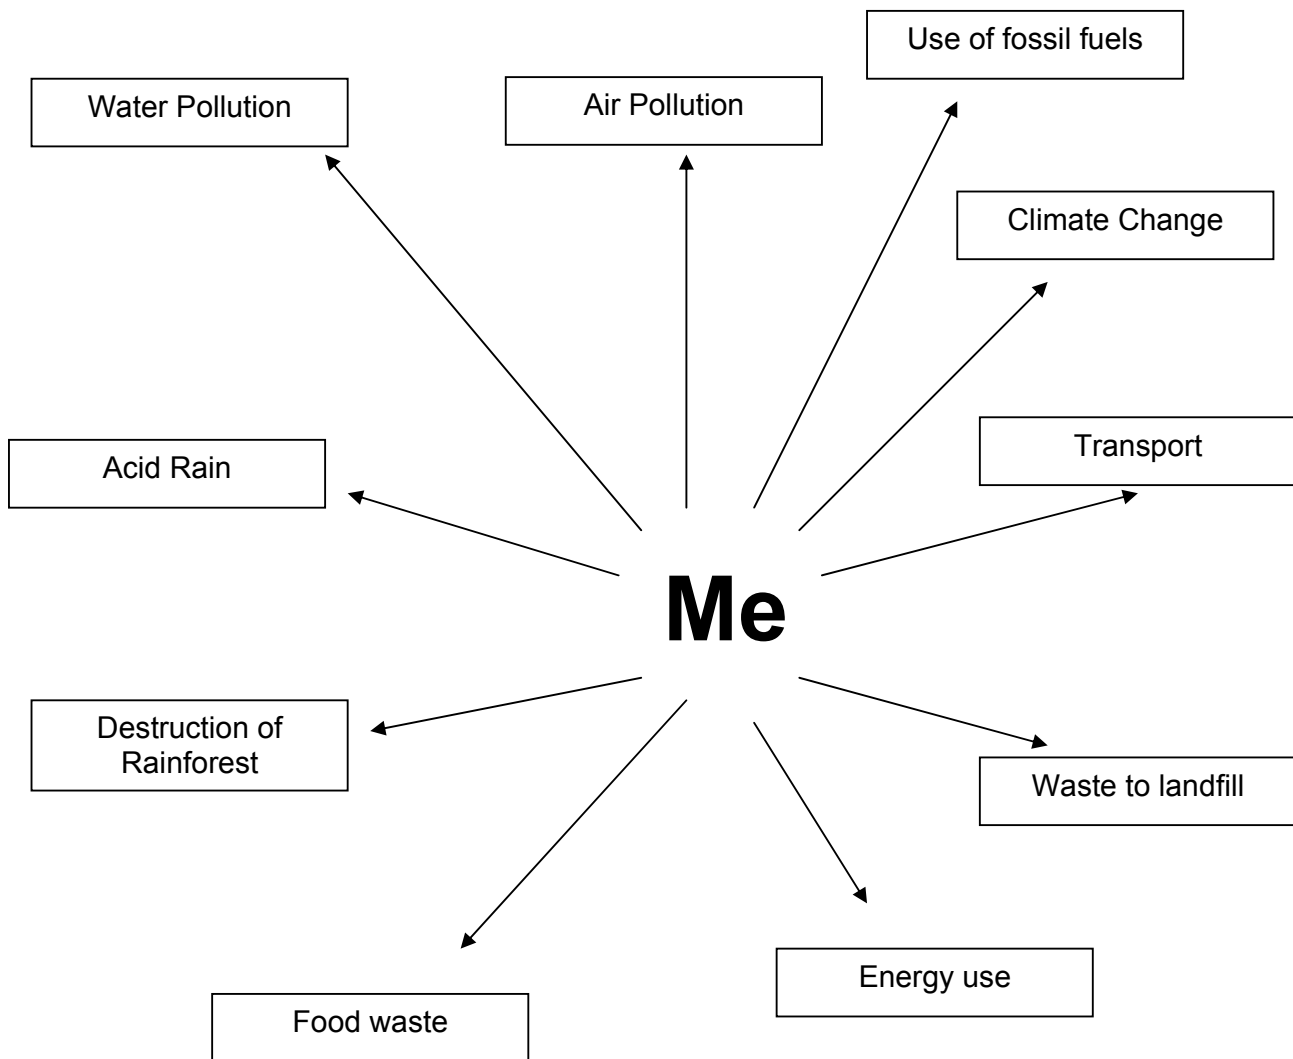 Use of fossil fuels
Water Pollution
Air Pollution
Climate Change
Acid Rain
Transport
Me
Destruction of
Rainforest
Waste to landfill
Energy use
Food waste